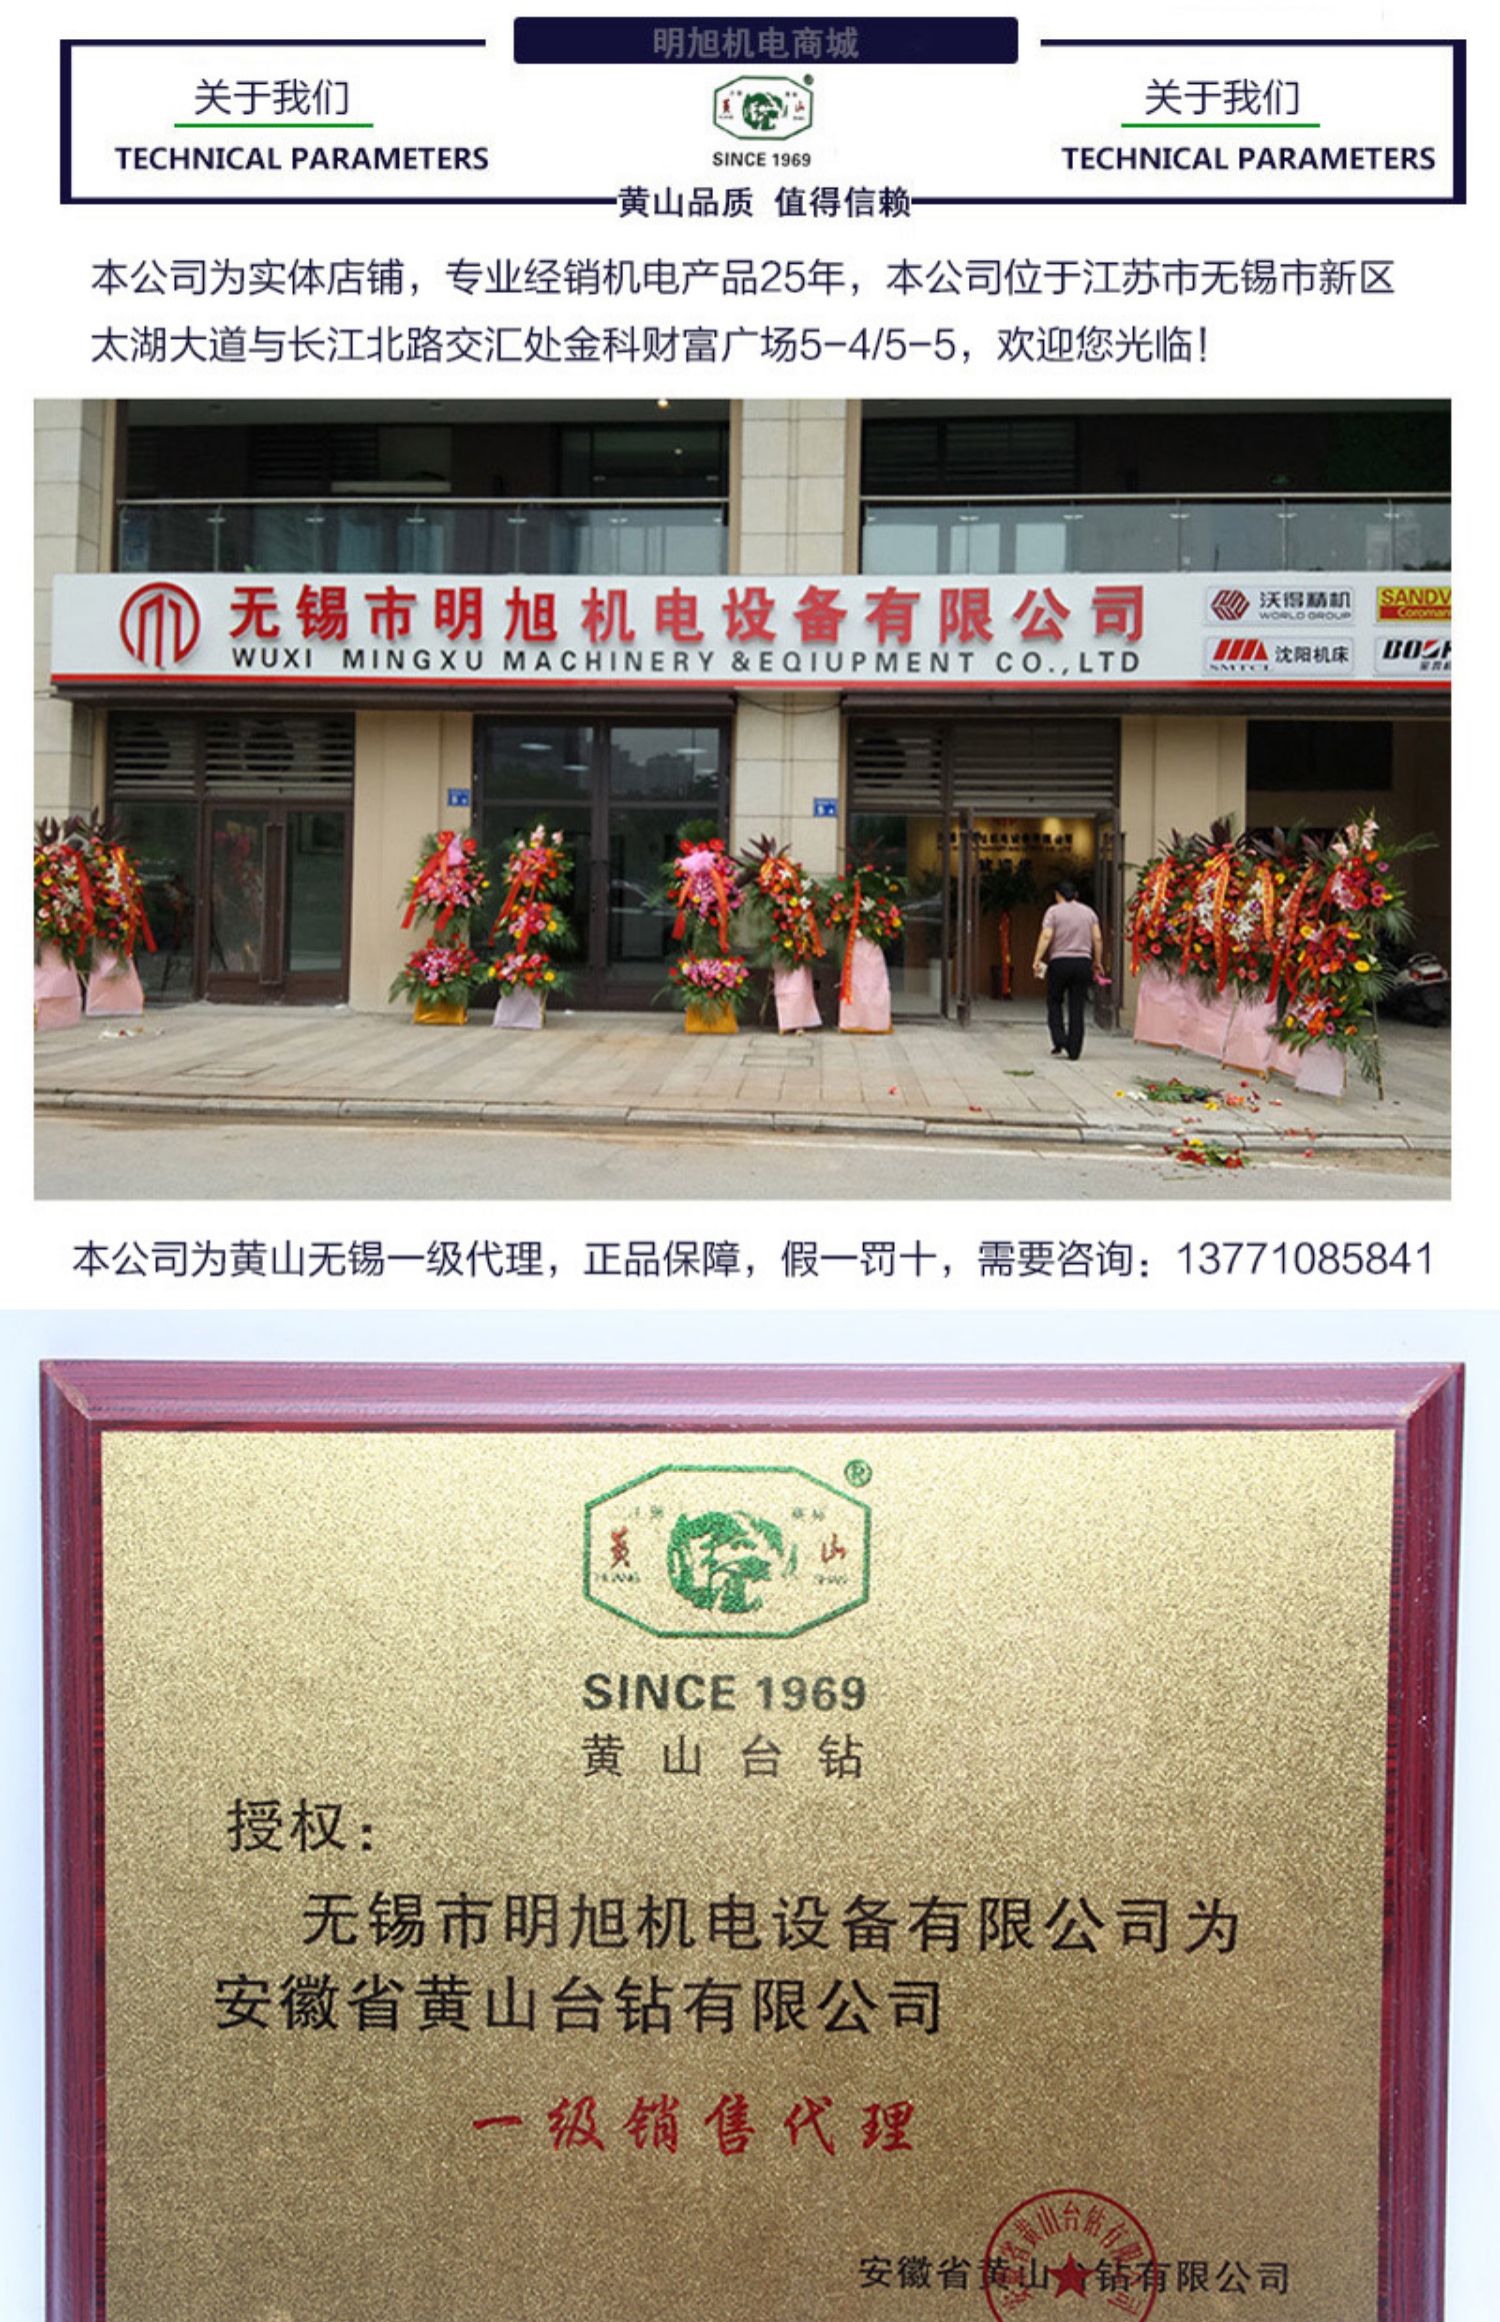 明旭机电商城
关于我们
TECHNICAL PARAMETERS
黄 山
HUANG SHAN
SINCE 1969
黄山品质 值得信赖
关于我们
TECHNICAL PARAMETERS
本公司为实体店铺，专业经销机电产品25年，本公司位于江苏市无锡市新区
太湖大道与长江北路交汇处金科财富广场5-4/5-5，欢迎您光临！
无锡市明旭机电设备有限公司
WUXI MINGXU MACHINERY &EQIUPMENT CO.,LTD
沃得精机
WORLD GROUP
SANDV
Coroman
SMTCL 沈阳机床
BOSH
本公司为黄山无锡一级代理，正品保障，假一罚十，需要咨询：13771085841
黄 山
HUANG SHAN
®
SINCE 1969
黄山台钻
授权：
无锡市明旭机电设备有限公司为
安徽省黄山台钻有限公司
一级销售代理
安徽省黄山台钻有限公司